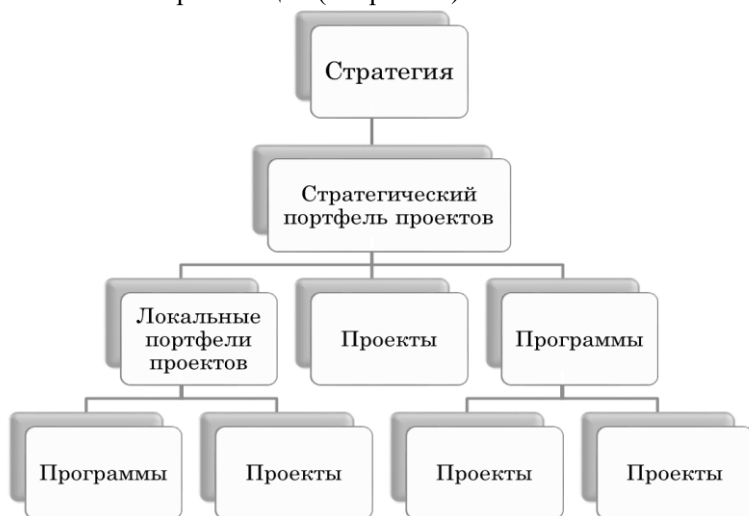 Стратегия
Стратегический
портфель проектов
Локальные
портфели
проектов
Проекты
Программы
Программы
Проекты
Проекты
Проекты